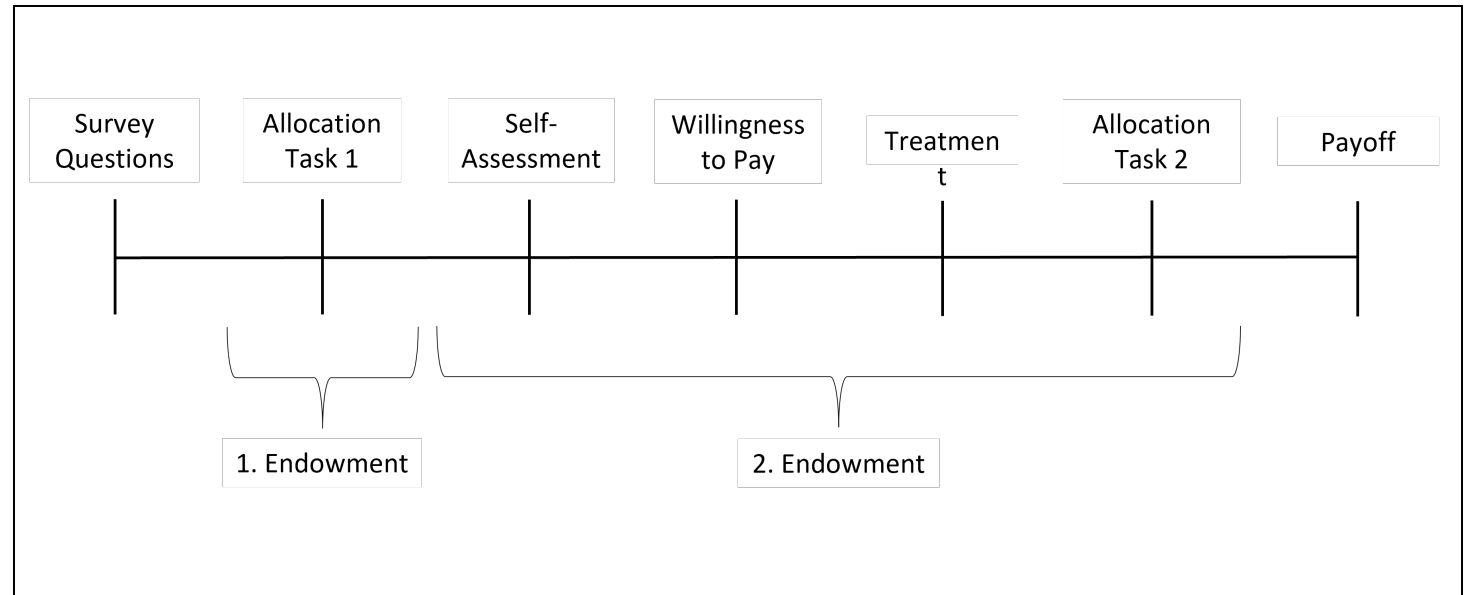 Survey
Questions
Allocation
Task 1
Self-
Assessment
Willingness
to Pay
Treatmen
t
Allocation
Task 2
Payoff
1. Endowment
2. Endowment